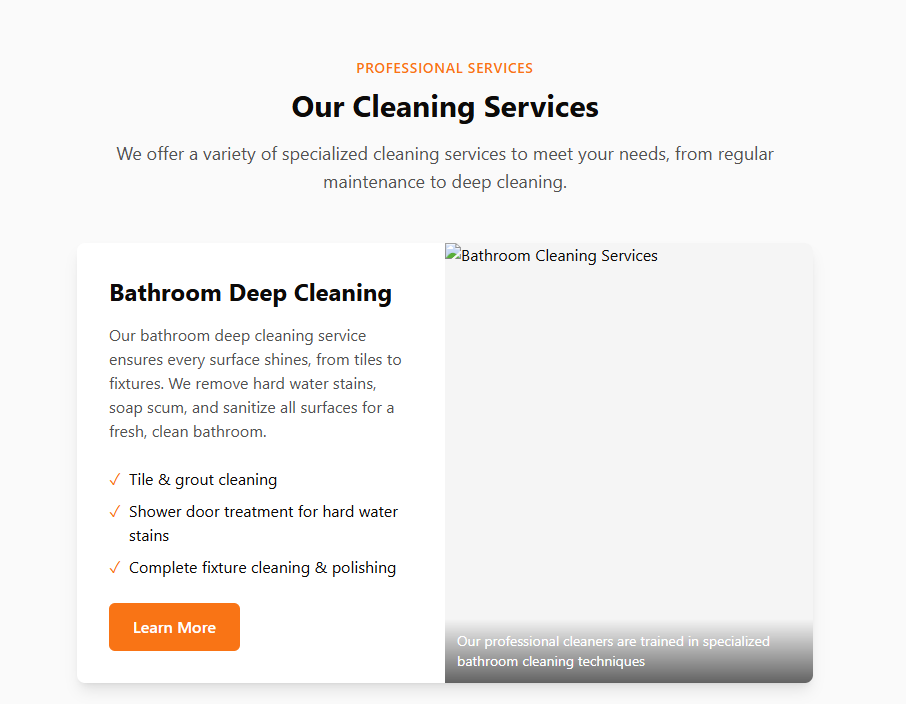 PROFESSIONAL SERVICES
Our Cleaning Services
We offer a variety of specialized cleaning services to meet your needs, from regular
maintenance to deep cleaning.
Bathroom Deep Cleaning
Our bathroom deep cleaning service
ensures every surface shines, from tiles to
fixtures. We remove hard water stains,
soap scum, and sanitize all surfaces for a
fresh, clean bathroom.
✓ Tile & grout cleaning
✓ Shower door treatment for hard water
stains
✓ Complete fixture cleaning & polishing
Learn More
Bathroom Cleaning Services
Our professional cleaners are trained in specialized
bathroom cleaning techniques